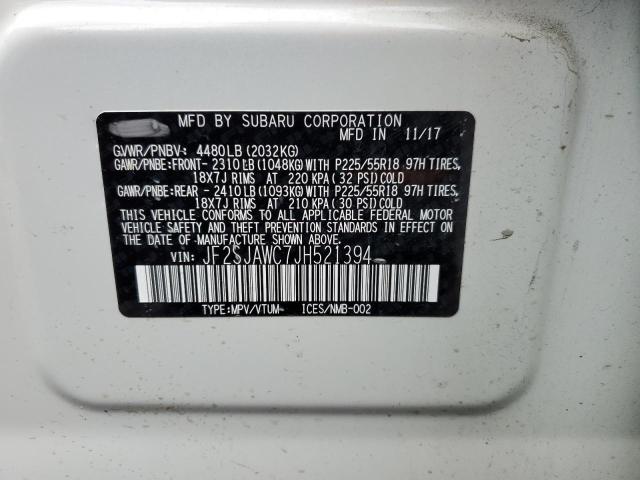 MFD BY SUBARU CORPORATION
MFD IN 11/17
GVWR/PNBV: 4480LB (2032KG)
GAWR/PNBE:FRONT- 2310LB (1048KG) WITH P225/55R18 97H TIRES,
18X7J RIMS AT 220 KPA (32 PSI) COLD
GAWR/PNBE:REAR - 2410LB (1093KG) WITH P225/55R18 97H TIRES,
18X7J RIMS AT 210 KPA (30 PSI) COLD
THIS VEHICLE CONFORMS TO ALL APPLICABLE FEDERAL MOTOR
VEHICLE SAFETY AND BUMPER STANDARDS IN EFFECT ON THE
DATE OF MANUFACTURE SHOWN ABOVE.
VIN: JF2SJAWC7JH521394
TYPE:MPV/VTUM ICES/NMB-002